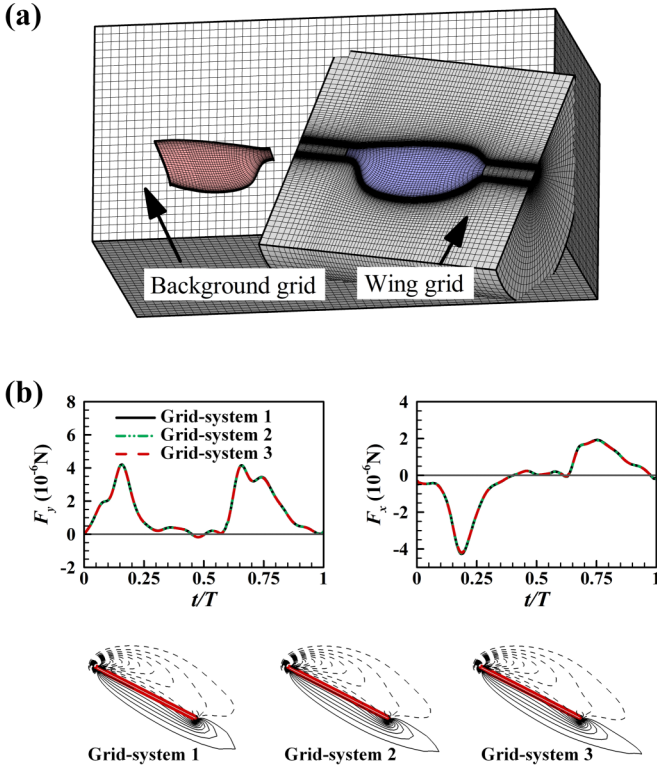 (a)
Background grid
Wing grid
(b)
8
6
4
2
0
-2
F_y (10^-6N)
Grid-system 1
Grid-system 2
Grid-system 3
0 0.25 0.5 0.75 1
t/T
4
2
0
-2
-4
F_x (10^-6N)
0 0.25 0.5 0.75 1
t/T
Grid-system 1
Grid-system 2
Grid-system 3